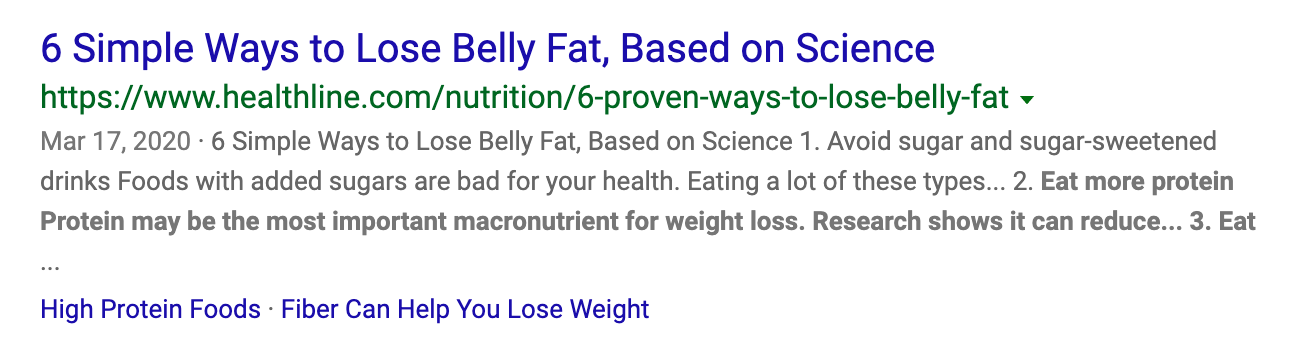 6 Simple Ways to Lose Belly Fat, Based on Science
https://www.healthline.com/nutrition/6-proven-ways-to-lose-belly-fat
Mar 17, 2020 · 6 Simple Ways to Lose Belly Fat, Based on Science 1. Avoid sugar and sugar-sweetened
drinks Foods with added sugars are bad for your health. Eating a lot of these types... 2. Eat more protein
Protein may be the most important macronutrient for weight loss. Research shows it can reduce... 3. Eat
...
High Protein Foods · Fiber Can Help You Lose Weight